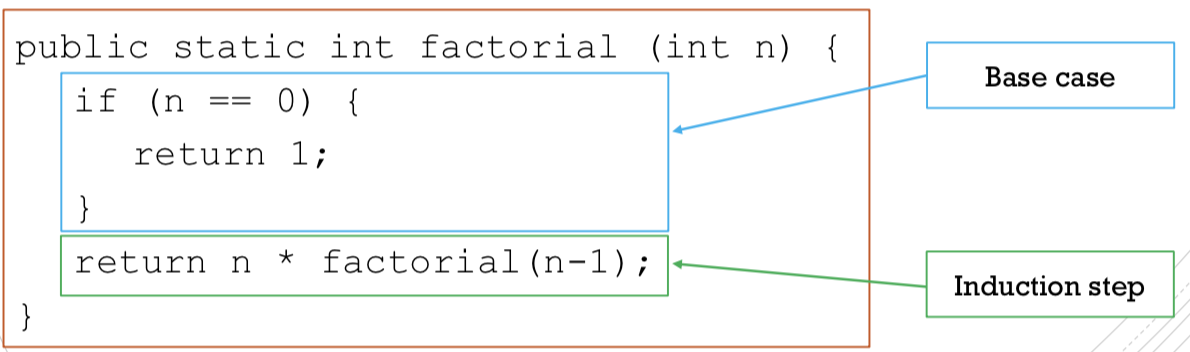 public static int factorial (int n) {
if (n == 0) {
return 1;
}
return n * factorial(n-1);
}
Base case
Induction step